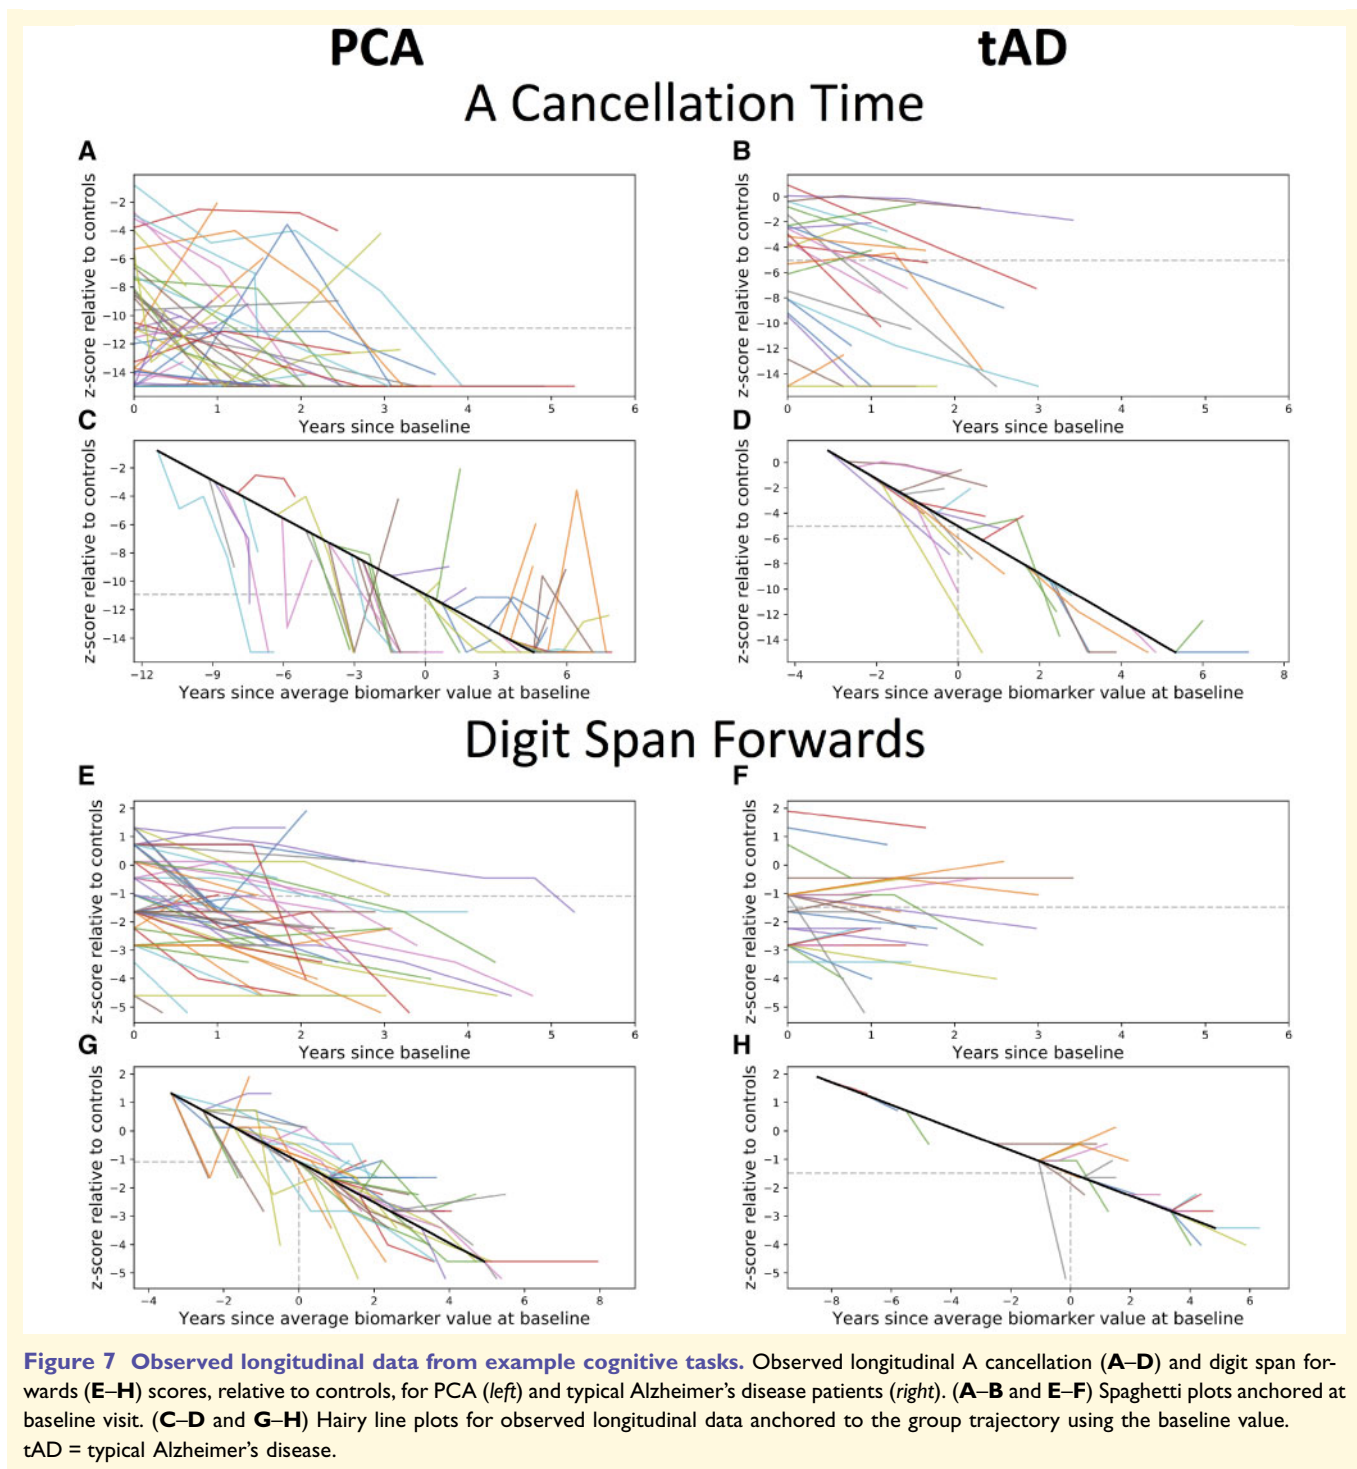 PCA tAD
A Cancellation Time
A B
z-score relative to controls
−2
−4
−6
−8
−10
−12
−14
0 1 2 3 4 5 6
Years since baseline
z-score relative to controls
0
−2
−4
−6
−8
−10
−12
−14
0 1 2 3 4 5 6
Years since baseline
C D
z-score relative to controls
−2
−4
−6
−8
−10
−12
−14
−12 −9 −6 −3 0 3 6
Years since average biomarker value at baseline
z-score relative to controls
0
−2
−4
−6
−8
−10
−12
−14
−4 −2 0 2 4 6 8
Years since average biomarker value at baseline
Digit Span Forwards
E F
z-score relative to controls
2
1
0
−1
−2
−3
−4
−5
0 1 2 3 4 5 6
Years since baseline
z-score relative to controls
2
1
0
−1
−2
−3
−4
−5
0 1 2 3 4 5 6
Years since baseline
G H
z-score relative to controls
2
1
0
−1
−2
−3
−4
−5
−4 −2 0 2 4 6 8
Years since average biomarker value at baseline
z-score relative to controls
2
1
0
−1
−2
−3
−4
−5
−8 −6 −4 −2 0 2 4 6
Years since average biomarker value at baseline
Figure 7 Observed longitudinal data from example cognitive tasks. Observed longitudinal A cancellation (A–D) and digit span for-
wards (E–H) scores, relative to controls, for PCA (left) and typical Alzheimer's disease patients (right). (A–B and E–F) Spaghetti plots anchored at
baseline visit. (C–D and G–H) Hairy line plots for observed longitudinal data anchored to the group trajectory using the baseline value.
tAD = typical Alzheimer's disease.